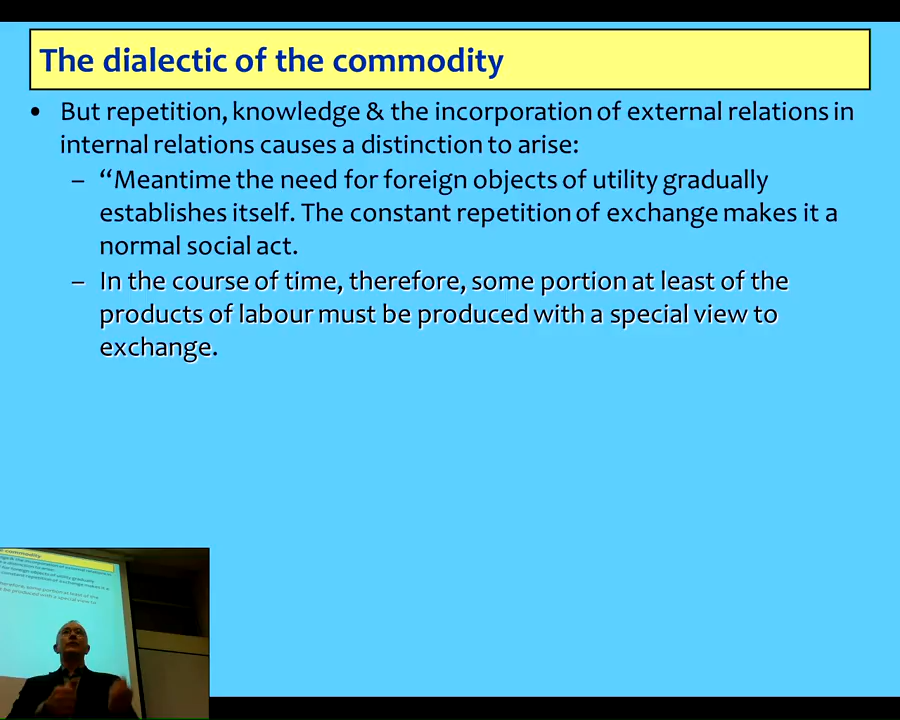 The dialectic of the commodity
• But repetition, knowledge & the incorporation of external relations in
internal relations causes a distinction to arise:
– “Meantime the need for foreign objects of utility gradually
establishes itself. The constant repetition of exchange makes it a
normal social act.
– In the course of time, therefore, some portion at least of the
products of labour must be produced with a special view to
exchange.